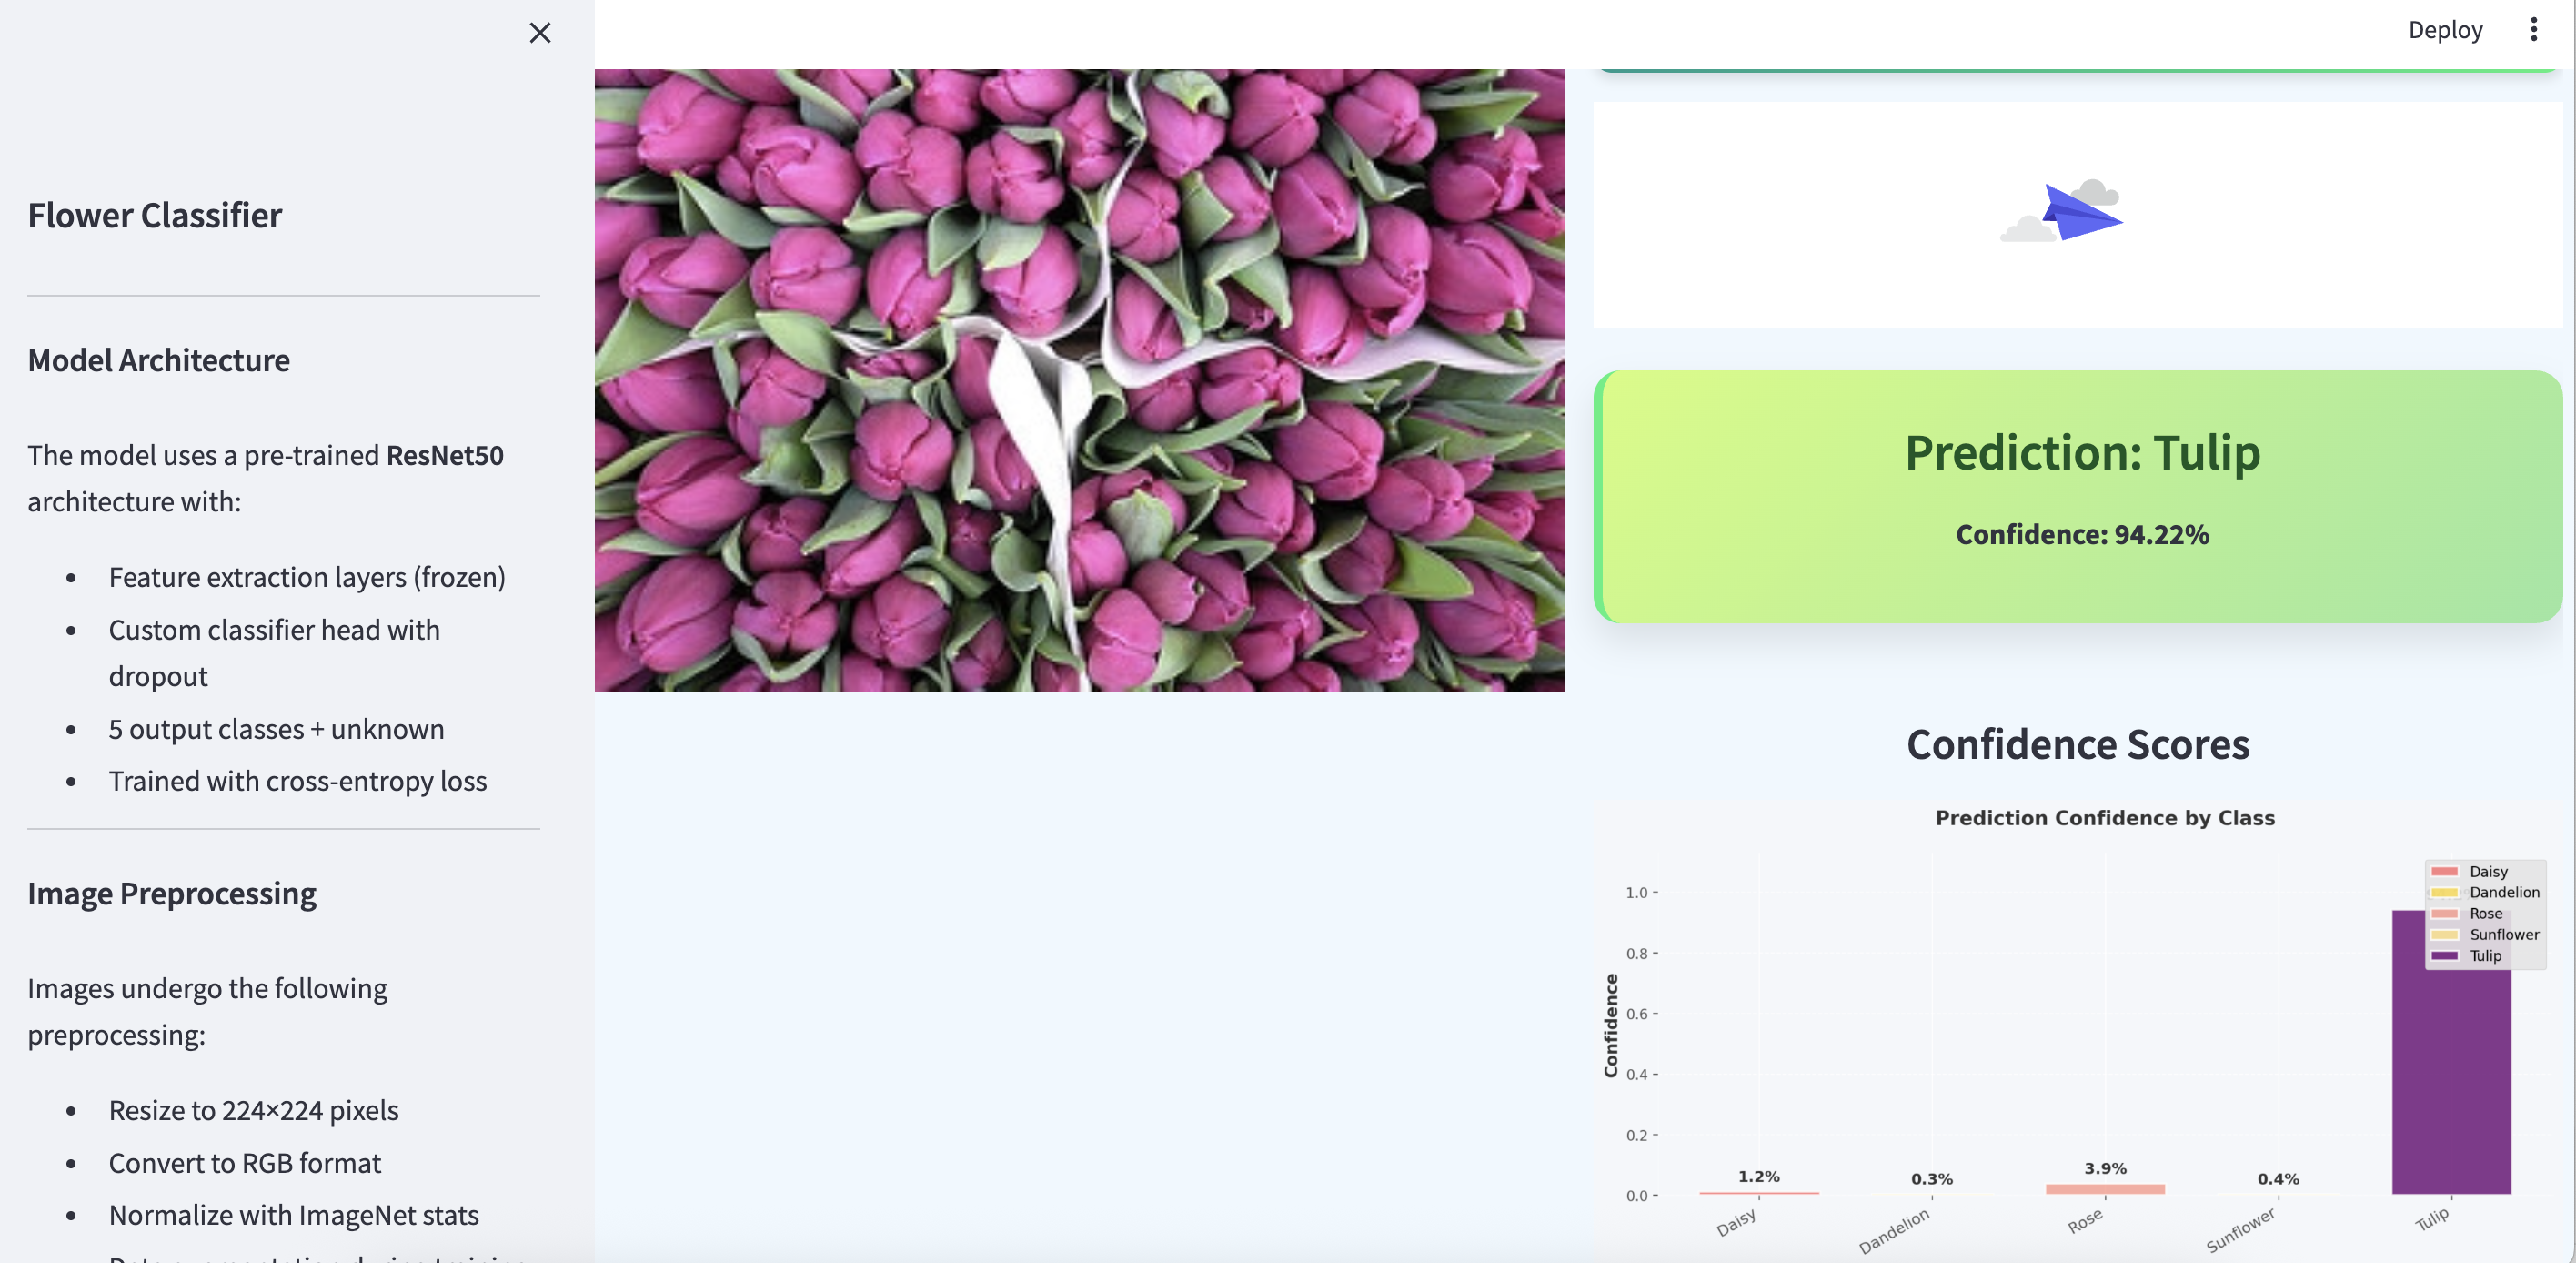 Deploy
Flower Classifier
Model Architecture
The model uses a pre-trained ResNet50
architecture with:
Feature extraction layers (frozen)
Custom classifier head with
dropout
5 output classes + unknown
Trained with cross-entropy loss
Image Preprocessing
Images undergo the following
preprocessing:
Resize to 224×224 pixels
Convert to RGB format
Normalize with ImageNet stats
Prediction: Tulip
Confidence: 94.22%
Confidence Scores
Prediction Confidence by Class
Confidence
1.0
0.8
0.6
0.4
0.2
0.0
1.2%
0.3%
3.9%
0.4%
Daisy
Dandelion
Rose
Sunflower
Tulip
Daisy
Dandelion
Rose
Sunflower
Tulip